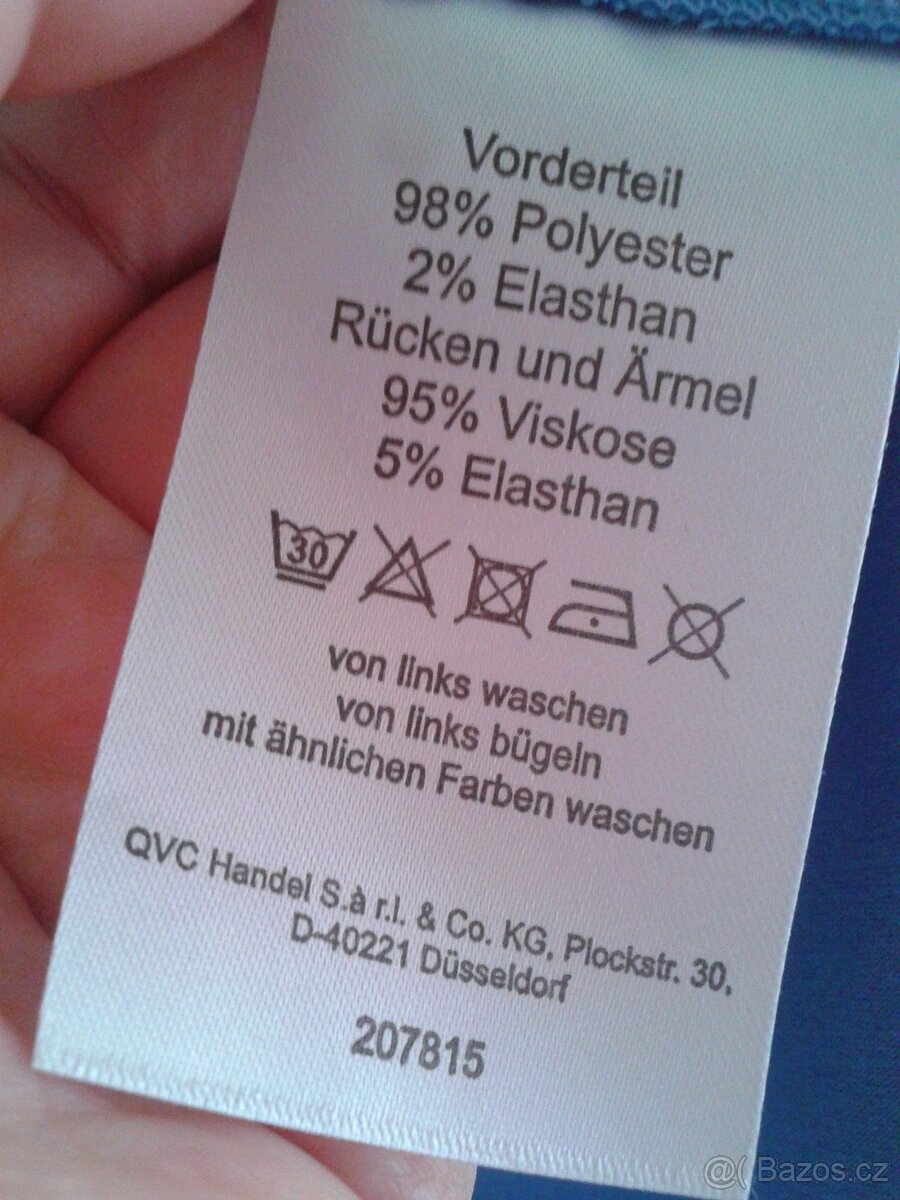 Vorderteil
98% Polyester
2% Elasthan
Rücken und Ärmel
95% Viskose
5% Elasthan
30
von links waschen
von links bügeln
mit ähnlichen Farben waschen
QVC Handel S.à r.l. & Co. KG, Plockstr. 30,
D-40221 Düsseldorf
207815
@( Bazos.cz